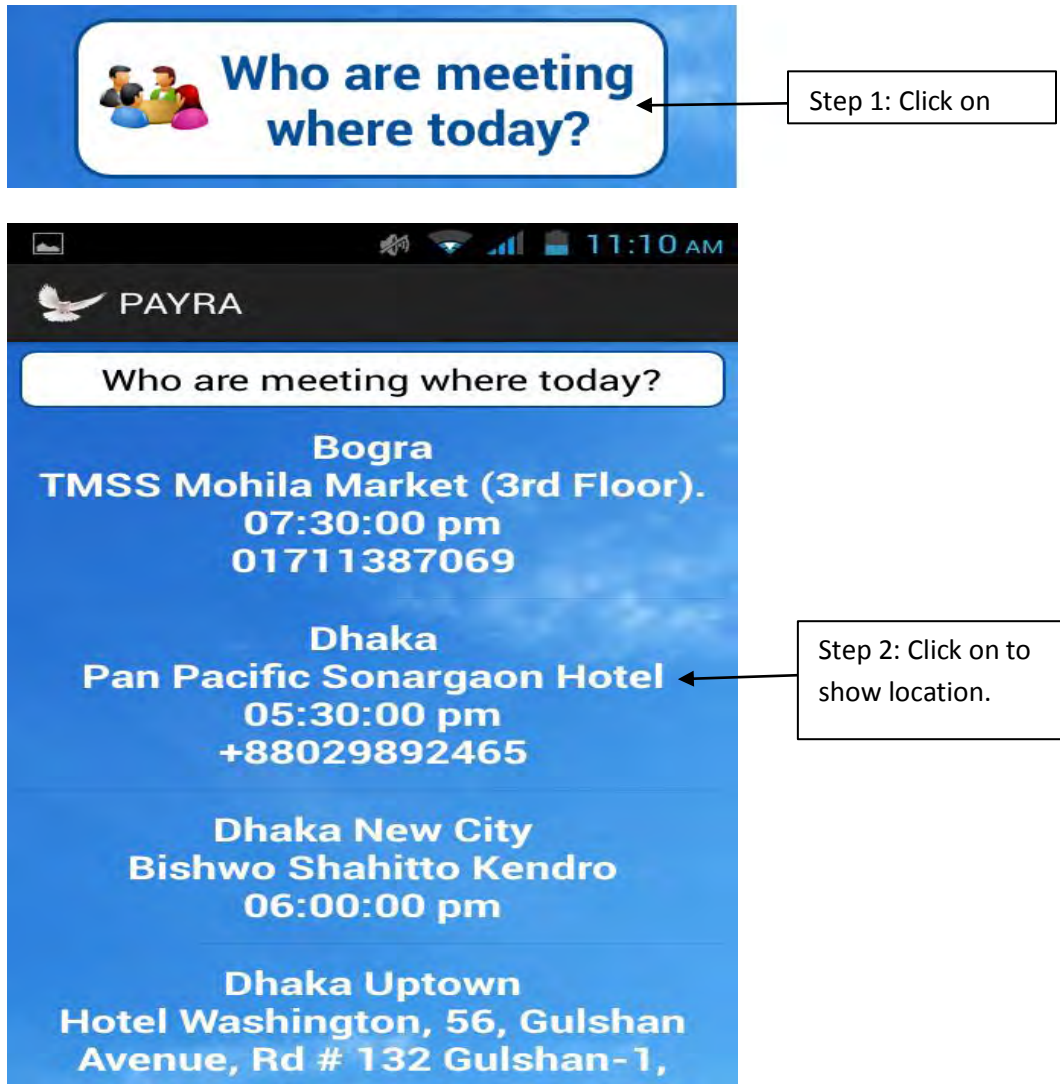 Who are meeting
where today?
Step 1: Click on
11:10 AM
PAYRA
Who are meeting where today?
Bogra
TMSS Mohila Market (3rd Floor).
07:30:00 pm
01711387069
Dhaka
Pan Pacific Sonargaon Hotel
05:30:00 pm
+88029892465
Step 2: Click on to
show location.
Dhaka New City
Bishwo Shahitto Kendro
06:00:00 pm
Dhaka Uptown
Hotel Washington, 56, Gulshan
Avenue, Rd # 132 Gulshan-1,